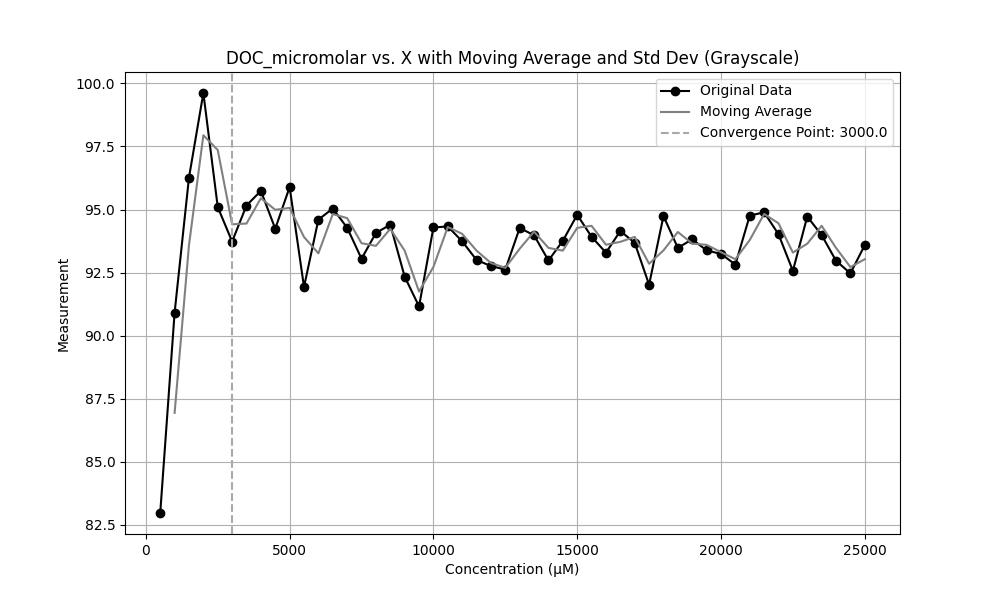 DOC_micromolar vs. X with Moving Average and Std Dev (Grayscale)
Original Data
Moving Average
Convergence Point: 3000.0
100.0
97.5
95.0
92.5
90.0
87.5
85.0
82.5
Measurement
0 5000 10000 15000 20000 25000
Concentration (μM)